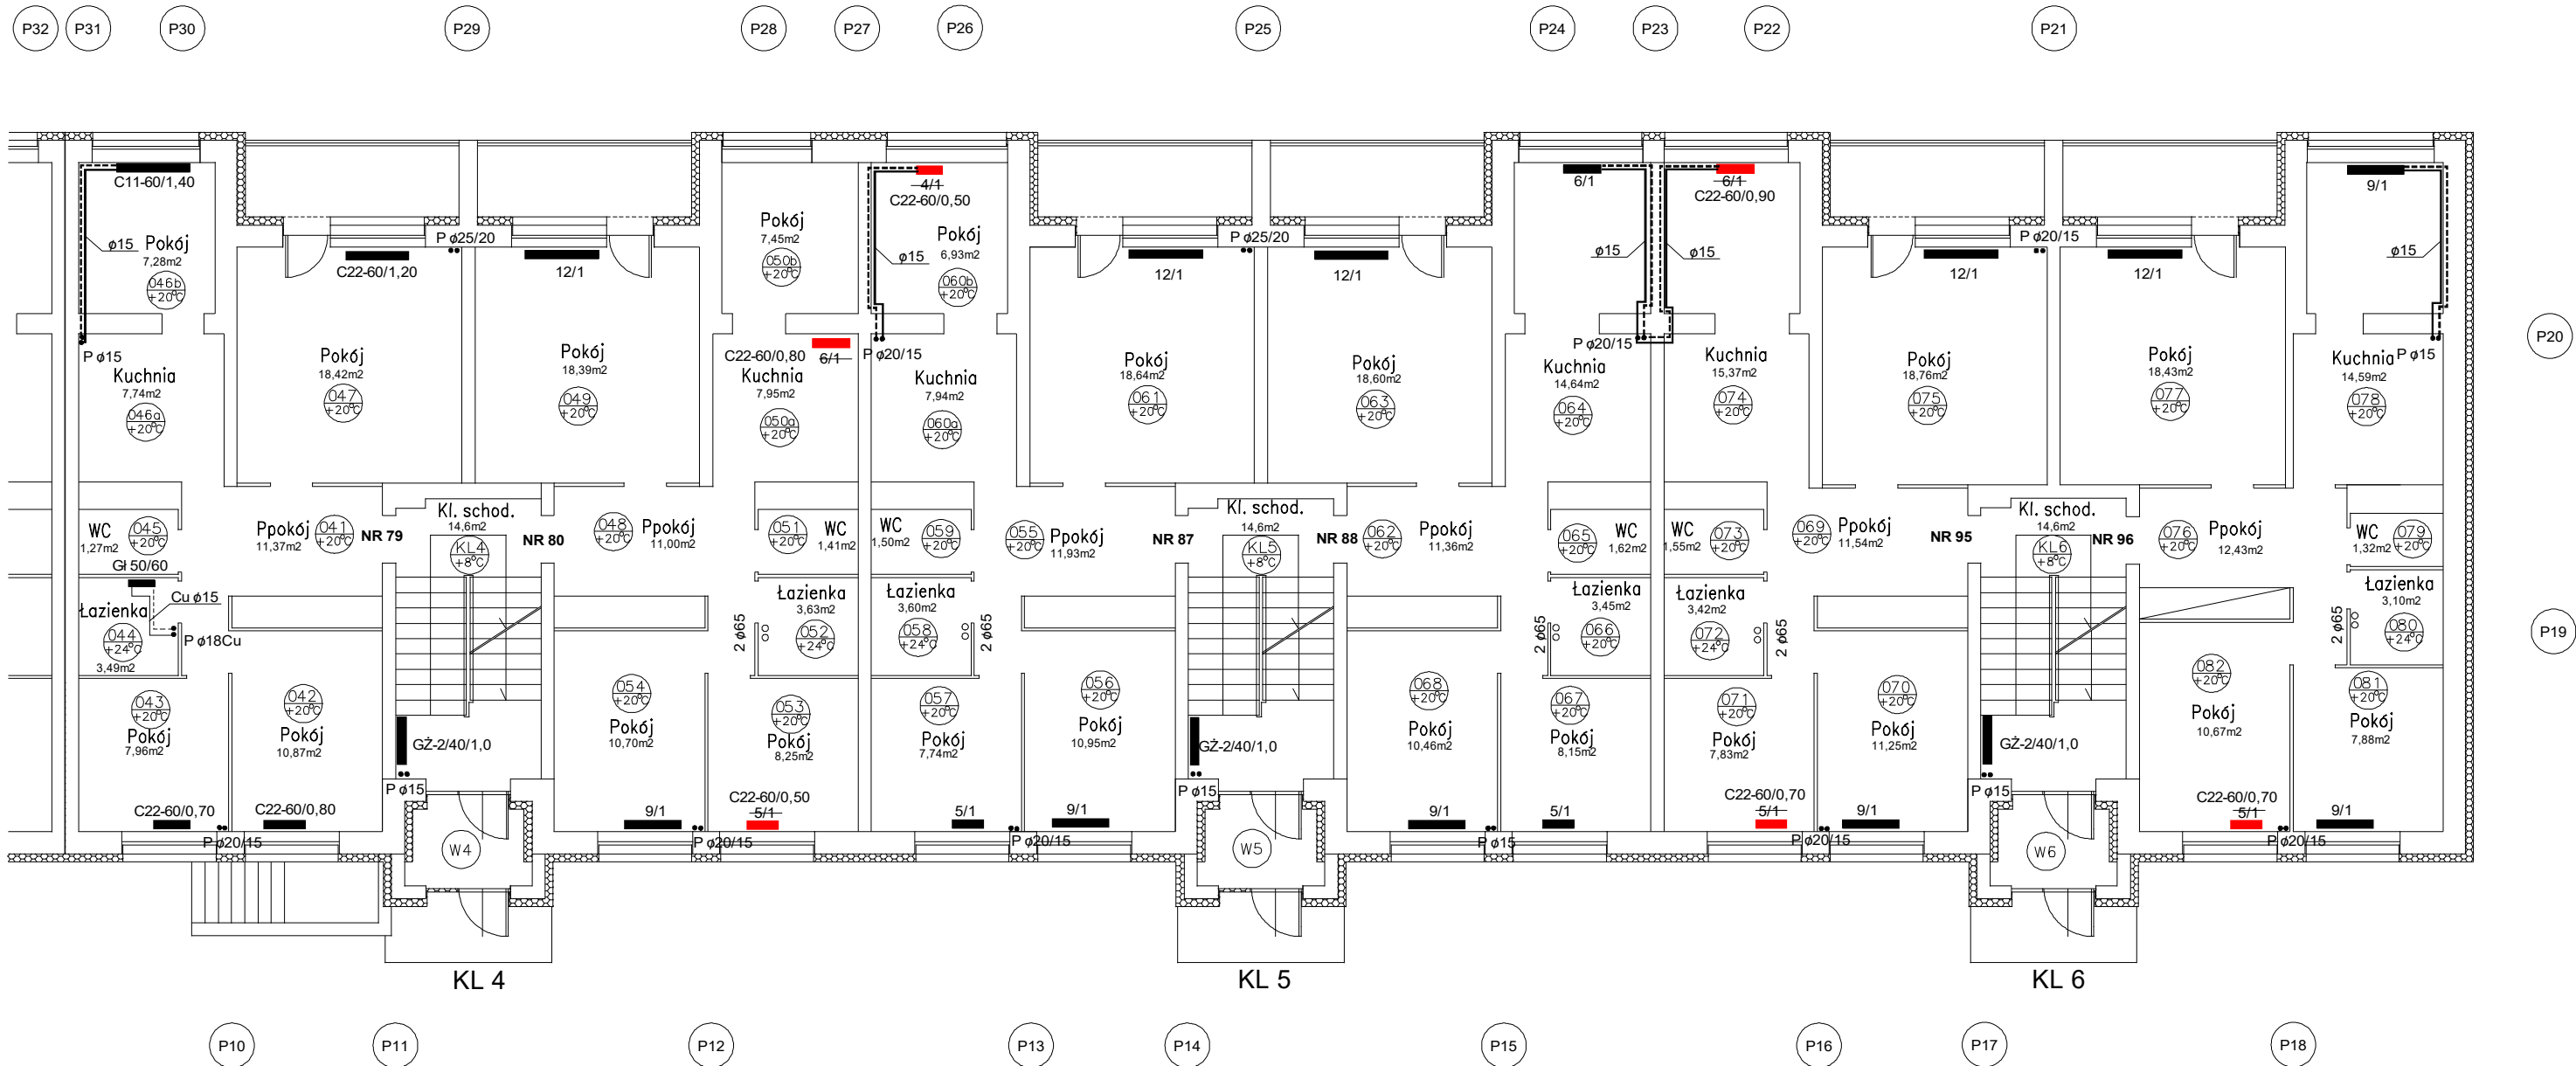 P32 P31 P30 P29 P28 P27 P26 P25 P24 P23 P22 P21
C11-60/1,40
ø15
Pokój
7,28m2
046b
+20°C
P ø15
Kuchnia
7,74m2
046a
+20°C
C22-60/1,20
P ø25/20
Pokój
18,42m2
047
+20°C
12/1
Pokój
18,39m2
049
+20°C
Pokój
7,45m2
050b
+20°C
C22-60/0,80
6/1
Kuchnia
7,95m2
050a
+20°C
4/1
C22-60/0,50
Pokój
6,93m2
ø15
060b
+20°C
P ø20/15
Kuchnia
7,94m2
060a
+20°C
P ø25/20
12/1
Pokój
18,64m2
061
+20°C
12/1
Pokój
18,60m2
063
+20°C
6/1
ø15
P ø20/15
Kuchnia
14,64m2
064
+20°C
6/1
C22-60/0,90
ø15
Kuchnia
15,37m2
074
+20°C
P ø20/15
12/1
Pokój
18,76m2
075
+20°C
12/1
Pokój
18,43m2
077
+20°C
9/1
ø15
P ø15
Kuchnia
14,59m2
078
+20°C
P20
WC
1,27m2
045
+20°C
Ppokój
11,37m2
041
+20°C
NR 79
Kl. schod.
14,6m2
KL4
+8°C
NR 80
048
+20°C
Ppokój
11,00m2
051
+20°C
WC
1,41m2
WC
1,50m2
059
+20°C
055
+20°C
Ppokój
11,93m2
NR 87
Kl. schod.
14,6m2
KL5
+8°C
NR 88
062
+20°C
Ppokój
11,36m2
065
+20°C
WC
1,62m2
WC
1,55m2
073
+20°C
069
+20°C
Ppokój
11,54m2
NR 95
Kl. schod.
14,6m2
KL6
+8°C
NR 96
076
+20°C
Ppokój
12,43m2
WC
1,32m2
079
+20°C
Gł 50/60
Cu ø15
Łazienka
044
+24°C
3,49m2
P ø18Cu
2 ø65
Łazienka
3,63m2
052
+24°C
Łazienka
3,60m2
058
+24°C
2 ø65
2 ø65
Łazienka
3,45m2
066
+20°C
Łazienka
3,42m2
072
+24°C
2 ø65
2 ø65
Łazienka
3,10m2
080
+24°C
P19
043
+20°C
Pokój
7,96m2
042
+20°C
Pokój
10,87m2
GŻ-2/40/1,0
054
+20°C
Pokój
10,70m2
053
+20°C
Pokój
8,25m2
057
+20°C
Pokój
7,74m2
056
+20°C
Pokój
10,95m2
GŻ-2/40/1,0
068
+20°C
Pokój
10,46m2
067
+20°C
Pokój
8,15m2
071
+20°C
Pokój
7,83m2
070
+20°C
Pokój
11,25m2
GŻ-2/40/1,0
082
+20°C
Pokój
10,67m2
081
+20°C
Pokój
7,88m2
C22-60/0,70
C22-60/0,80
P ø20/15
P ø15
W4
9/1
P ø20/15
C22-60/0,50
5/1
5/1
P ø20/15
9/1
P ø15
W5
9/1
P ø15
5/1
C22-60/0,70
5/1
P ø20/15
9/1
P ø15
W6
C22-60/0,70
5/1
P ø20/15
9/1
KL 4 KL 5 KL 6
P10 P11 P12 P13 P14 P15 P16 P17 P18